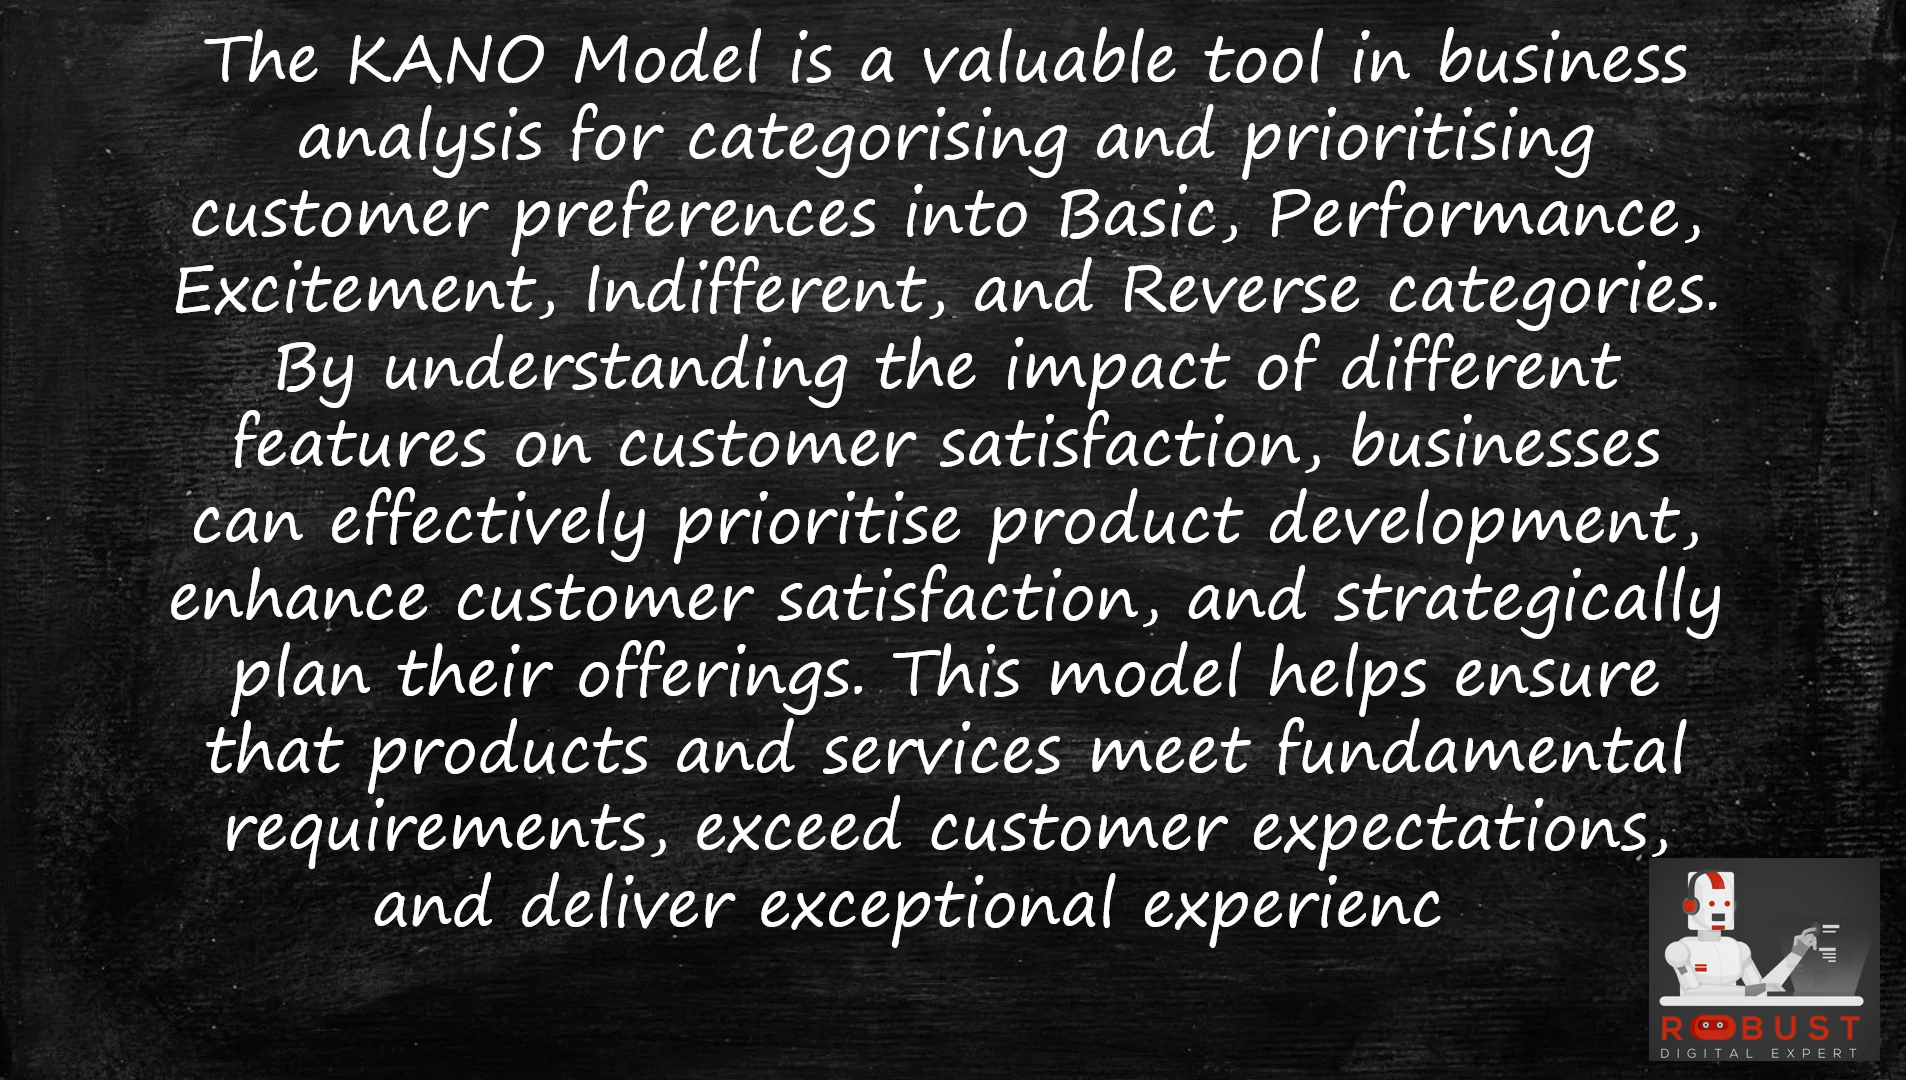 The KANO Model is a valuable tool in business
analysis for categorising and prioritising
customer preferences into Basic, Performance,
Excitement, Indifferent, and Reverse categories.
By understanding the impact of different
features on customer satisfaction, businesses
can effectively prioritise product development,
enhance customer satisfaction, and strategically
plan their offerings. This model helps ensure
that products and services meet fundamental
requirements, exceed customer expectations,
and deliver exceptional experienc
ROBUST
DIGITAL EXPERT